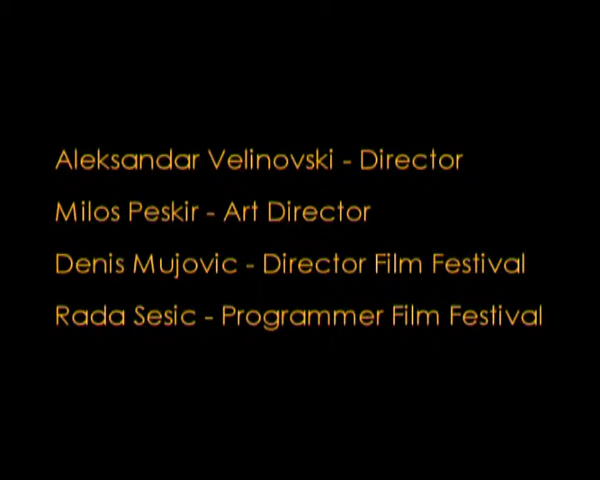 Aleksandar Velinovski - Director
Milos Peskir - Art Director
Denis Mujovic - Director Film Festival
Rada Sesic - Programmer Film Festival